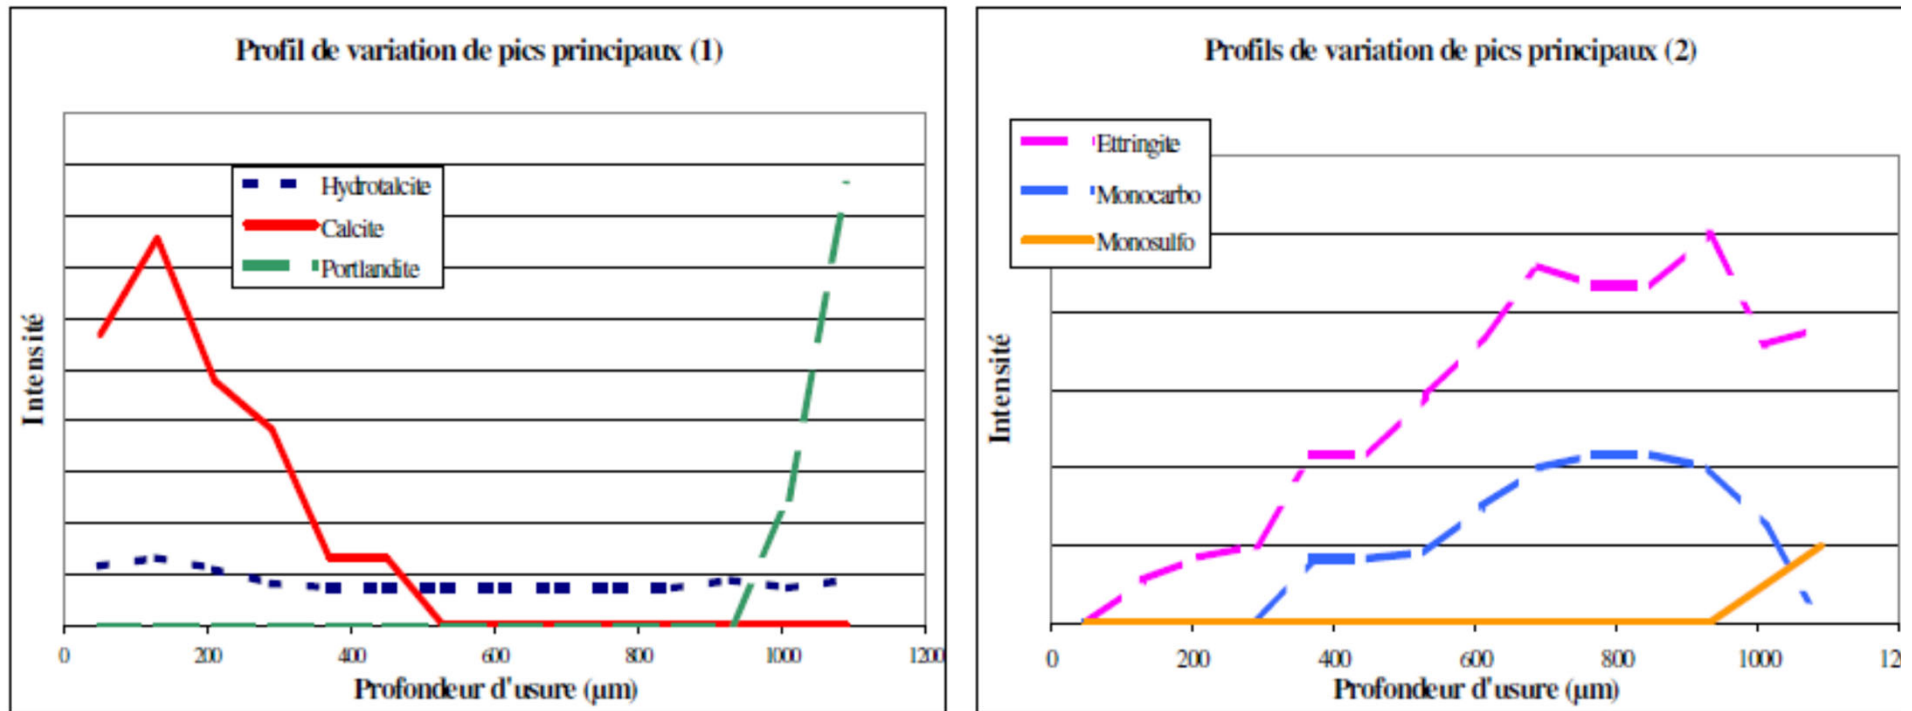 Profil de variation de pics principaux (1)
Hydrotalcite
Calcite
Portlandite
Intensité
0 200 400 600 800 1000 1200
Profondeur d'usure (µm)
Profils de variation de pics principaux (2)
Ettringite
Monocarbo
Monosulfo
Intensité
0 200 400 600 800 1000 12
Profondeur d'usure (µm)